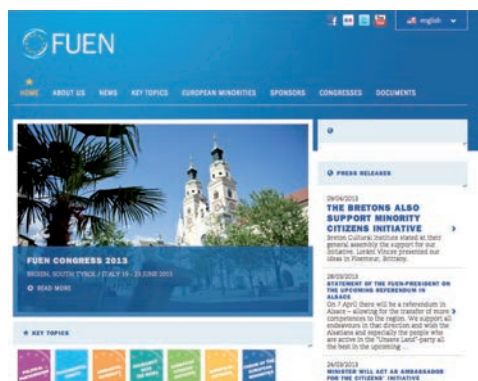 english
FUEN
HOME ABOUT US NEWS KEY TOPICS EUROPEAN MINORITIES SPONSORS CONGRESSES DOCUMENTS
FUEN CONGRESS 2013
BRIXEN, SOUTH TYROL / ITALY 19 - 23 JUNE 2013
READ MORE
KEY TOPICS
PRESS RELEASES
09/04/2013
THE BRETONS ALSO
SUPPORT MINORITY
CITIZENS INITIATIVE
Breton Cultural Institute stated at their
general assembly the support for our
initiative. Loránt Vincze presented our
ideas in Ploemeur, Brittany.
28/03/2013
STATEMENT OF THE FUEN-PRESIDENT ON
THE UPCOMING REFERENDUM IN
ALSACE
On 7 April there will be a referendum in
Alsace – allowing for the transfer of more
competences to the region. We support all
endeavours in that direction and wish the
Alsatians and especially the people who
are active in the "Unsere Land"-party all
the best in the upcoming ...
26/03/2013
MINISTER WILL ACT AS AMBASSADOR
FOR THE CITIZENS' INITIATIVE